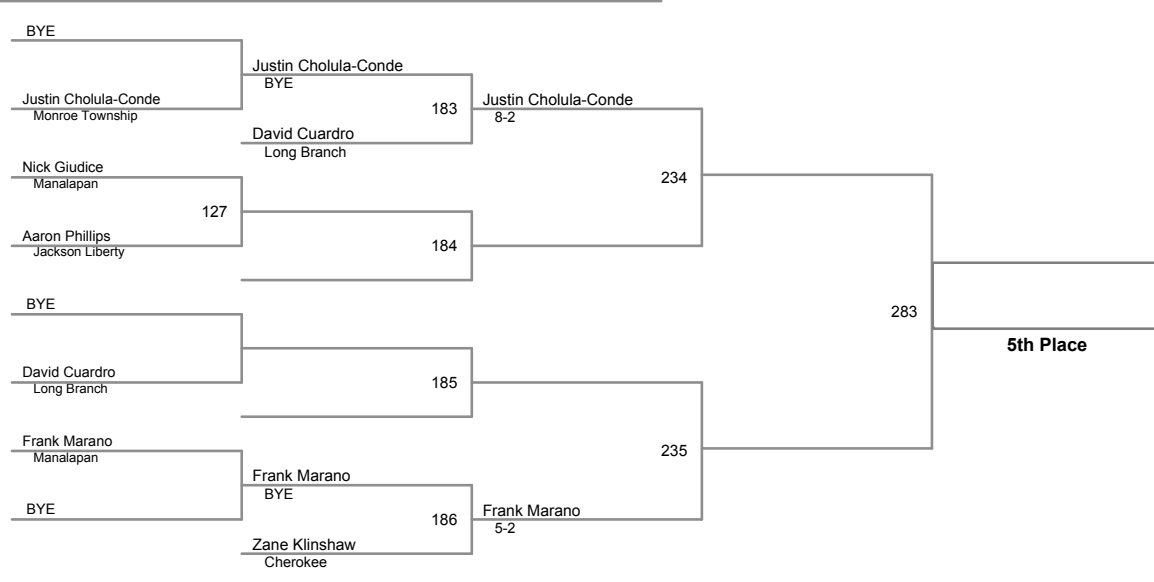 BYE
Justin Cholula-Conde
BYE
Justin Cholula-Conde
Monroe Township
183
Justin Cholula-Conde
8-2
David Cuardro
Long Branch
Nick Giudice
Manalapan
234
127
Aaron Phillips
Jackson Liberty
184
BYE
283
5th Place
David Cuardro
Long Branch
185
Frank Marano
Manalapan
235
Frank Marano
BYE
BYE
186
Frank Marano
5-2
Zane Klinshaw
Cherokee